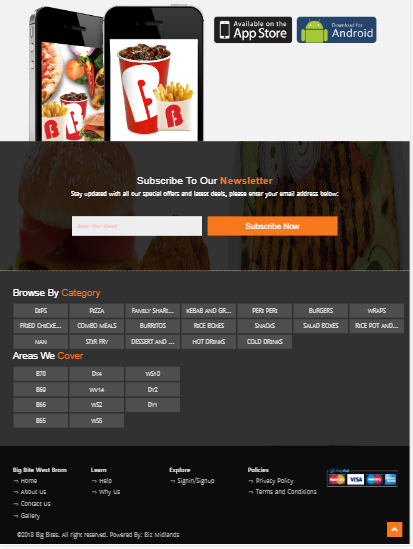 Available on the
App Store
Download for
Android
Subscribe To Our Newsletter
Stay updated with all our special offers and latest deals, please enter your email address below:
Enter Your Email
Subscribe Now
Browse By Category
DIPS
PIZZA
FAMILY SHARI...
KEBAB AND GR...
PERI PERI
BURGERS
WRAPS
FRIED CHICKE...
COMBO MEALS
BURRITOS
RICE BOXES
SNACKS
SALAD BOXES
RICE POT AND...
NAN
STIR FRY
DESSERT AND ...
HOT DRINKS
COLD DRINKS
Areas We Cover
B70
DY4
WS10
B69
WV14
DY2
B66
WS2
DY1
B65
WS5
Big Bite West Brom
Learn
Explore
Policies
¬ Home
¬ Help
¬ Signin/Signup
¬ Privacy Policy
¬ About us
¬ Why us
¬ Terms and Conditions
¬ Contact us
¬ Gallery
PayPal
VISA
©2018 Big Bites. All right reserved. Powered By: Biz Midlands